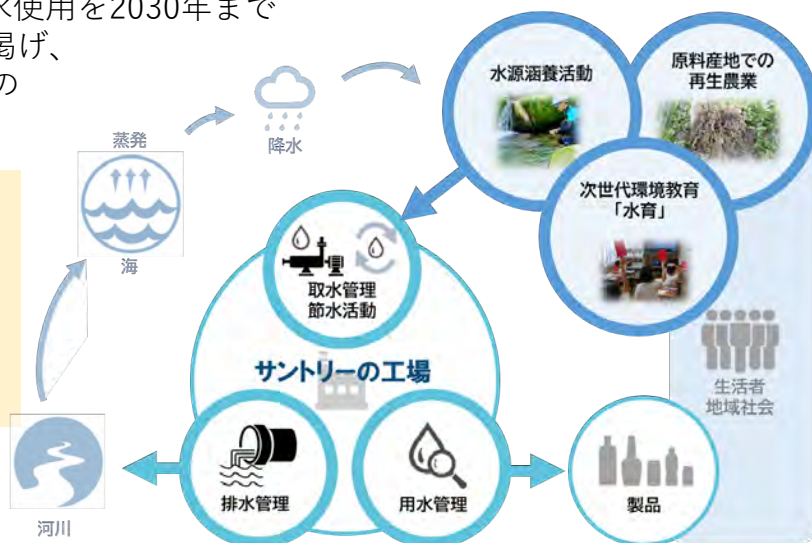 水使用を2030年まで
掲げ、
の
水源涵養活動
原料産地での
再生農業
降水
蒸発
次世代環境教育
「水育」
海
取水管理
節水活動
サントリーの工場
生活者
地域社会
排水管理
用水管理
製品
河川